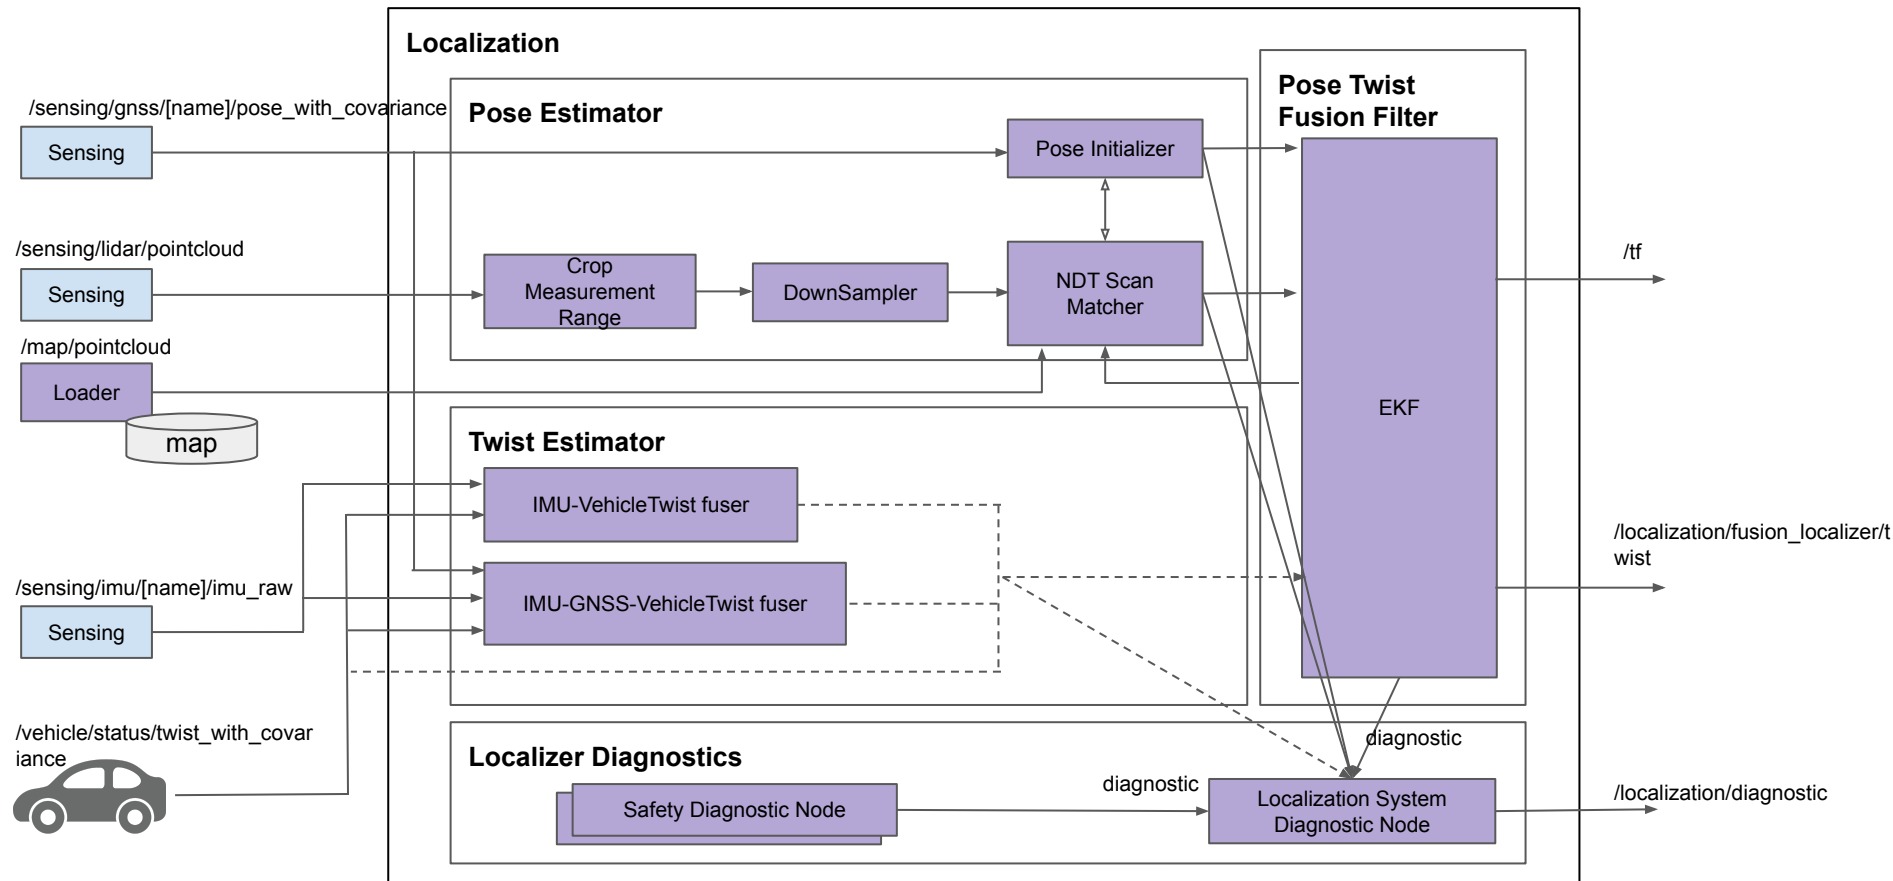 Localization
/sensing/gnss/[name]/pose_with_covariance
Sensing
Pose Estimator
Pose Initializer
Pose Twist
Fusion Filter
/sensing/lidar/pointcloud
Sensing
Crop
Measurement
Range
DownSampler
NDT Scan
Matcher
/tf
/map/pointcloud
Loader
map
EKF
Twist Estimator
IMU-VehicleTwist fuser
/localization/fusion_localizer/t
wist
/sensing/imu/[name]/imu_raw
Sensing
IMU-GNSS-VehicleTwist fuser
/vehicle/status/twist_with_covar
iance
Localizer Diagnostics
diagnostic
diagnostic
Safety Diagnostic Node
Localization System
Diagnostic Node
/localization/diagnostic